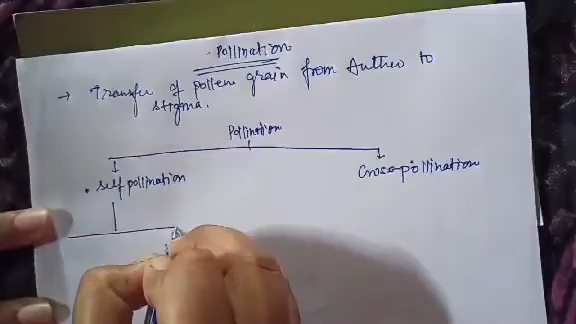 Pollination
→ Transfer of pollen grain from Anther to
stigma.
Pollination
self pollination
Cross-pollination